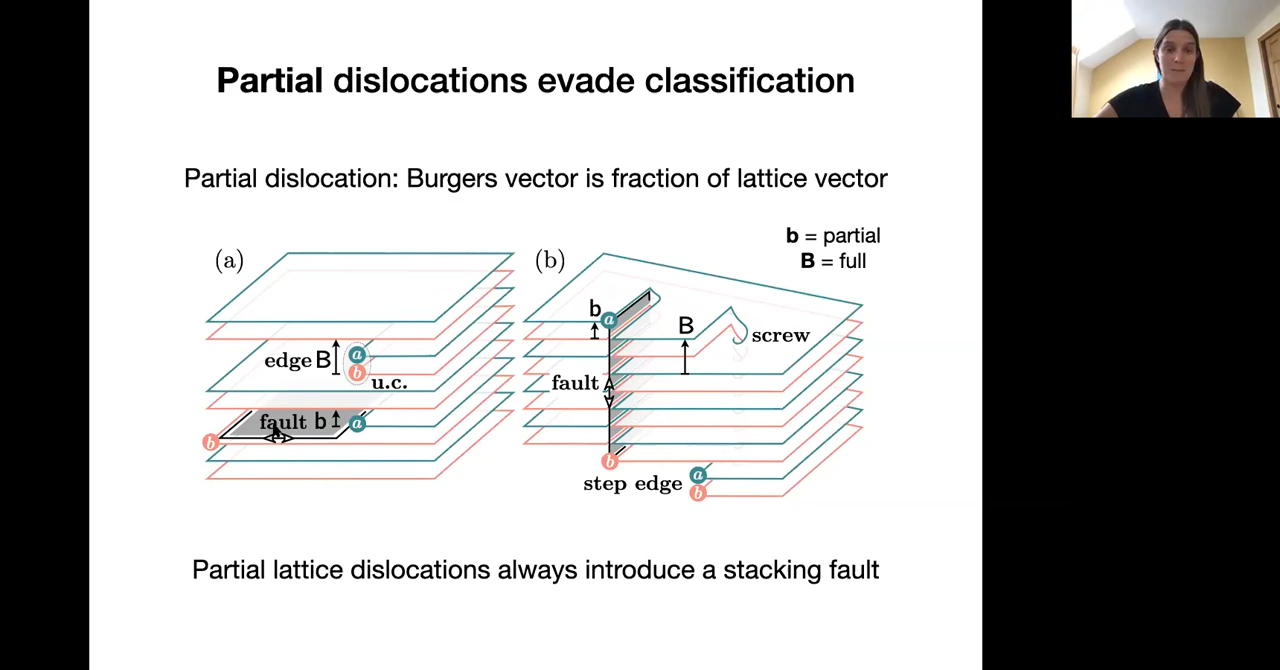 Partial dislocations evade classification
Partial dislocation: Burgers vector is fraction of lattice vector
b = partial
B = full
(a)
edge B
a
b
u.c.
fault b
a
b
(b)
b
a
B
screw
fault
b
step edge
a
b
Partial lattice dislocations always introduce a stacking fault